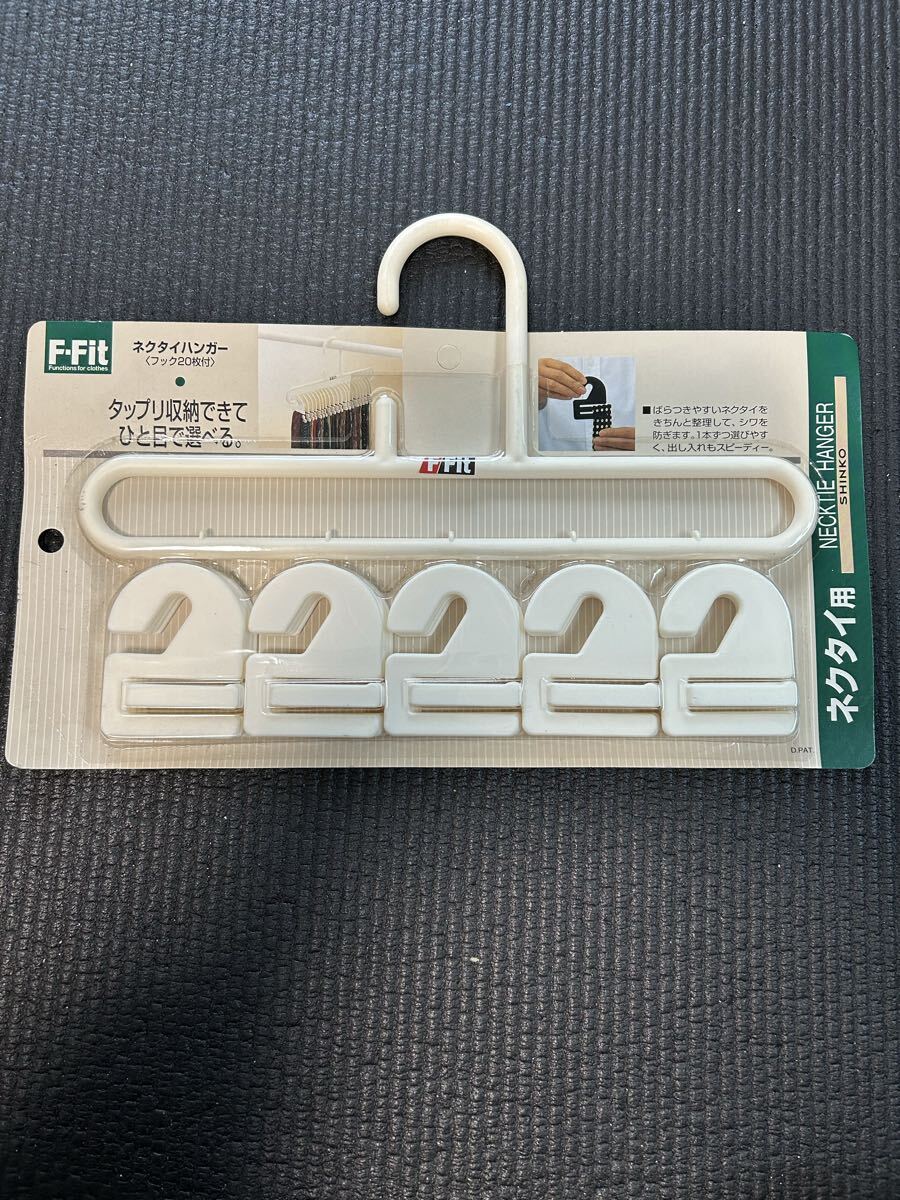 F-Fit
Functions for clothes
ネクタイハンガー
〈フック20枚付〉
タップリ収納できて
ひと目で選べる。
■ばらつきやすいネクタイを
きちんと整理して、シワを
防ぎます。1本ずつ選びやす
く、出し入れもスピーディー。
F-Fit
ネクタイ用
NECKTIE HANGER
SHINKO
D.PAT.